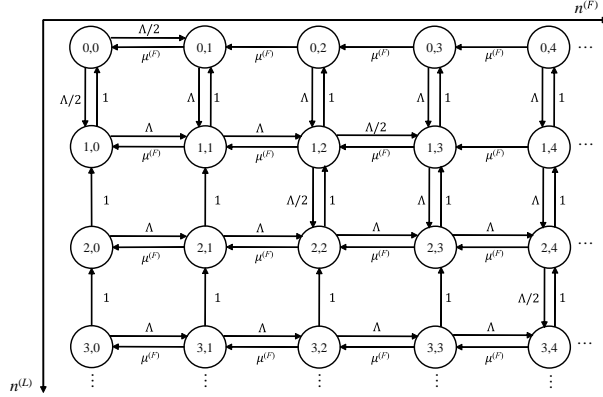 n^(F)
Λ/2
0,0 0,1 0,2 0,3 0,4 ⋯
μ^(F) μ^(F) μ^(F) μ^(F)
Λ/2 1 Λ 1 Λ 1 Λ 1 Λ 1
Λ Λ Λ/2
1,0 1,1 1,2 1,3 1,4 ⋯
μ^(F) μ^(F) μ^(F) μ^(F)
1 1 Λ/2 1 Λ 1 Λ 1
Λ Λ Λ Λ
2,0 2,1 2,2 2,3 2,4 ⋯
μ^(F) μ^(F) μ^(F) μ^(F)
1 1 1 1 Λ/2 1
Λ Λ Λ Λ
3,0 3,1 3,2 3,3 3,4 ⋯
μ^(F) μ^(F) μ^(F) μ^(F)
n^(L) ⋮ ⋮ ⋮ ⋮ ⋮